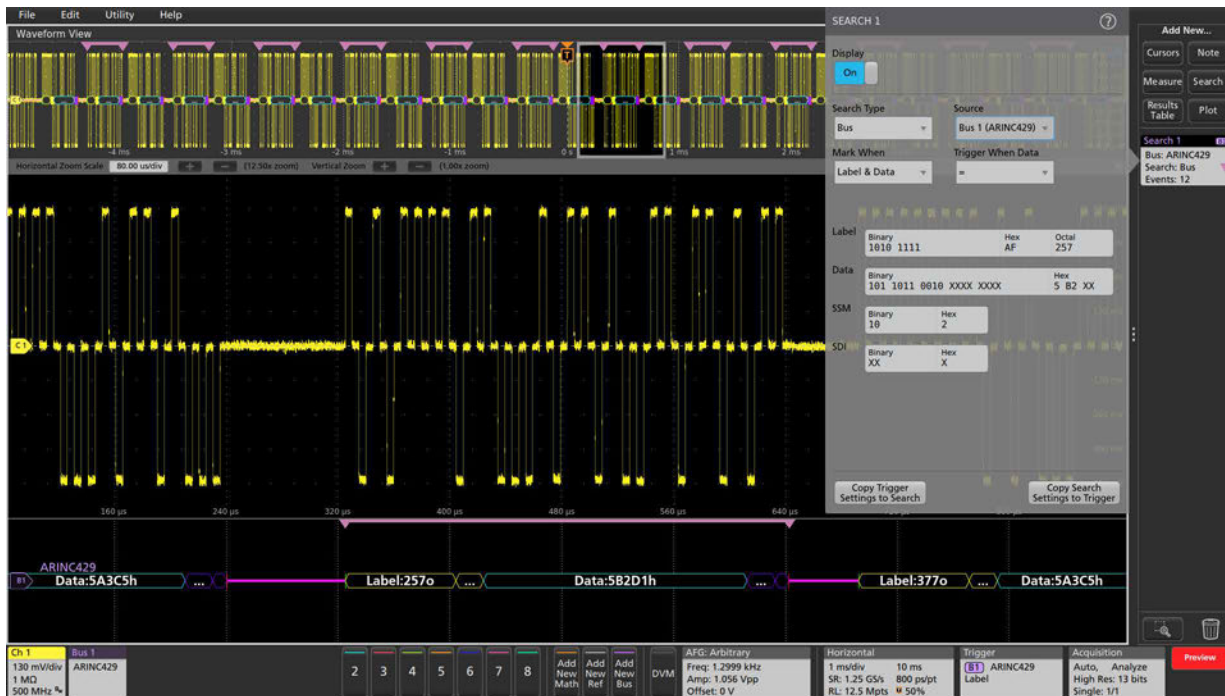 File Edit Utility Help
Waveform View
-4 ms -3 ms -2 ms -1 ms 0 s 1 ms 2 ms
T
Horizontal Zoom Scale 80.00 us/div + − (12.50x zoom) Vertical Zoom + − (1.00x zoom)
C1
160 µs 240 µs 320 µs 400 µs 480 µs 560 µs 640 µs
ARINC429
B1 Data:5A3C5h ... Label:257o ... Data:5B2D1h ... Label:377o ... Data:5A3C5h
SEARCH 1 ?
Display
On
Search Type Source
Bus Bus 1 (ARINC429)
Mark When Trigger When Data
Label & Data =
Label
Binary Hex Octal
1010 1111 AF 257
Data
Binary Hex
101 1011 0010 XXXX XXXX 5 B2 XX
SSM
Binary Hex
10 2
SDI
Binary Hex
XX X
Copy Trigger
Settings to Search
Copy Search
Settings to Trigger
Add New...
Cursors Note
Measure Search
Results
Table
Plot
Search 1
Bus: ARINC429
Search: Bus
Events: 12
Ch 1
130 mV/div
1 MΩ
500 MHz
Bus 1
ARINC429
2 3 4 5 6 7 8
Add
New
Math
Add
New
Ref
Add
New
Bus
DVM
AFG: Arbitrary
Freq: 1.2999 kHz
Amp: 1.056 Vpp
Offset: 0 V
Horizontal
1 ms/div 10 ms
SR: 1.25 GS/s 800 ps/pt
RL: 12.5 Mpts 50%
Trigger
B1 ARINC429
Label
Acquisition
Auto, Analyze
High Res: 13 bits
Single: 1/1
Preview